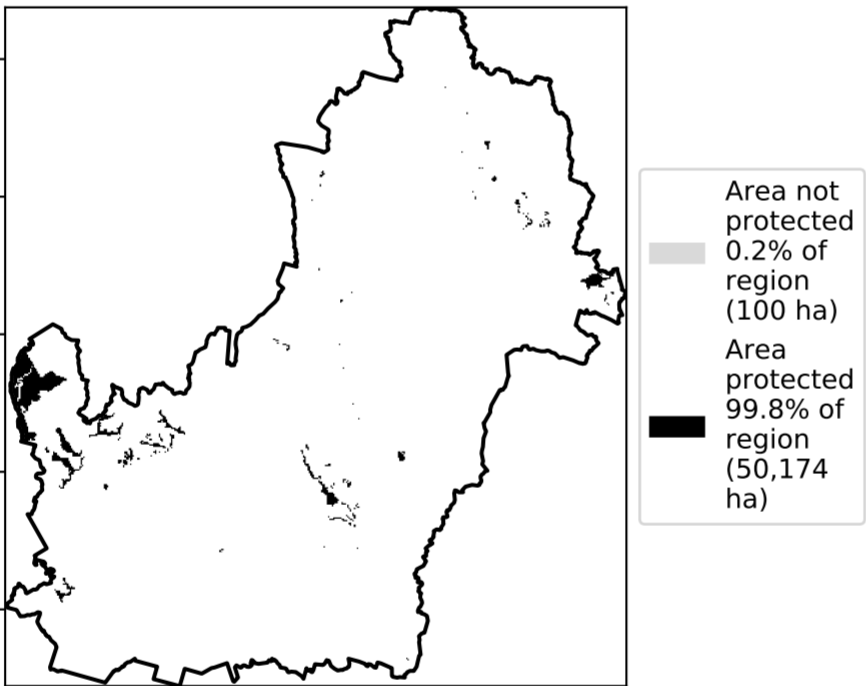 Area not
protected
0.2% of
region
(100 ha)
Area
protected
99.8% of
region
(50,174
ha)